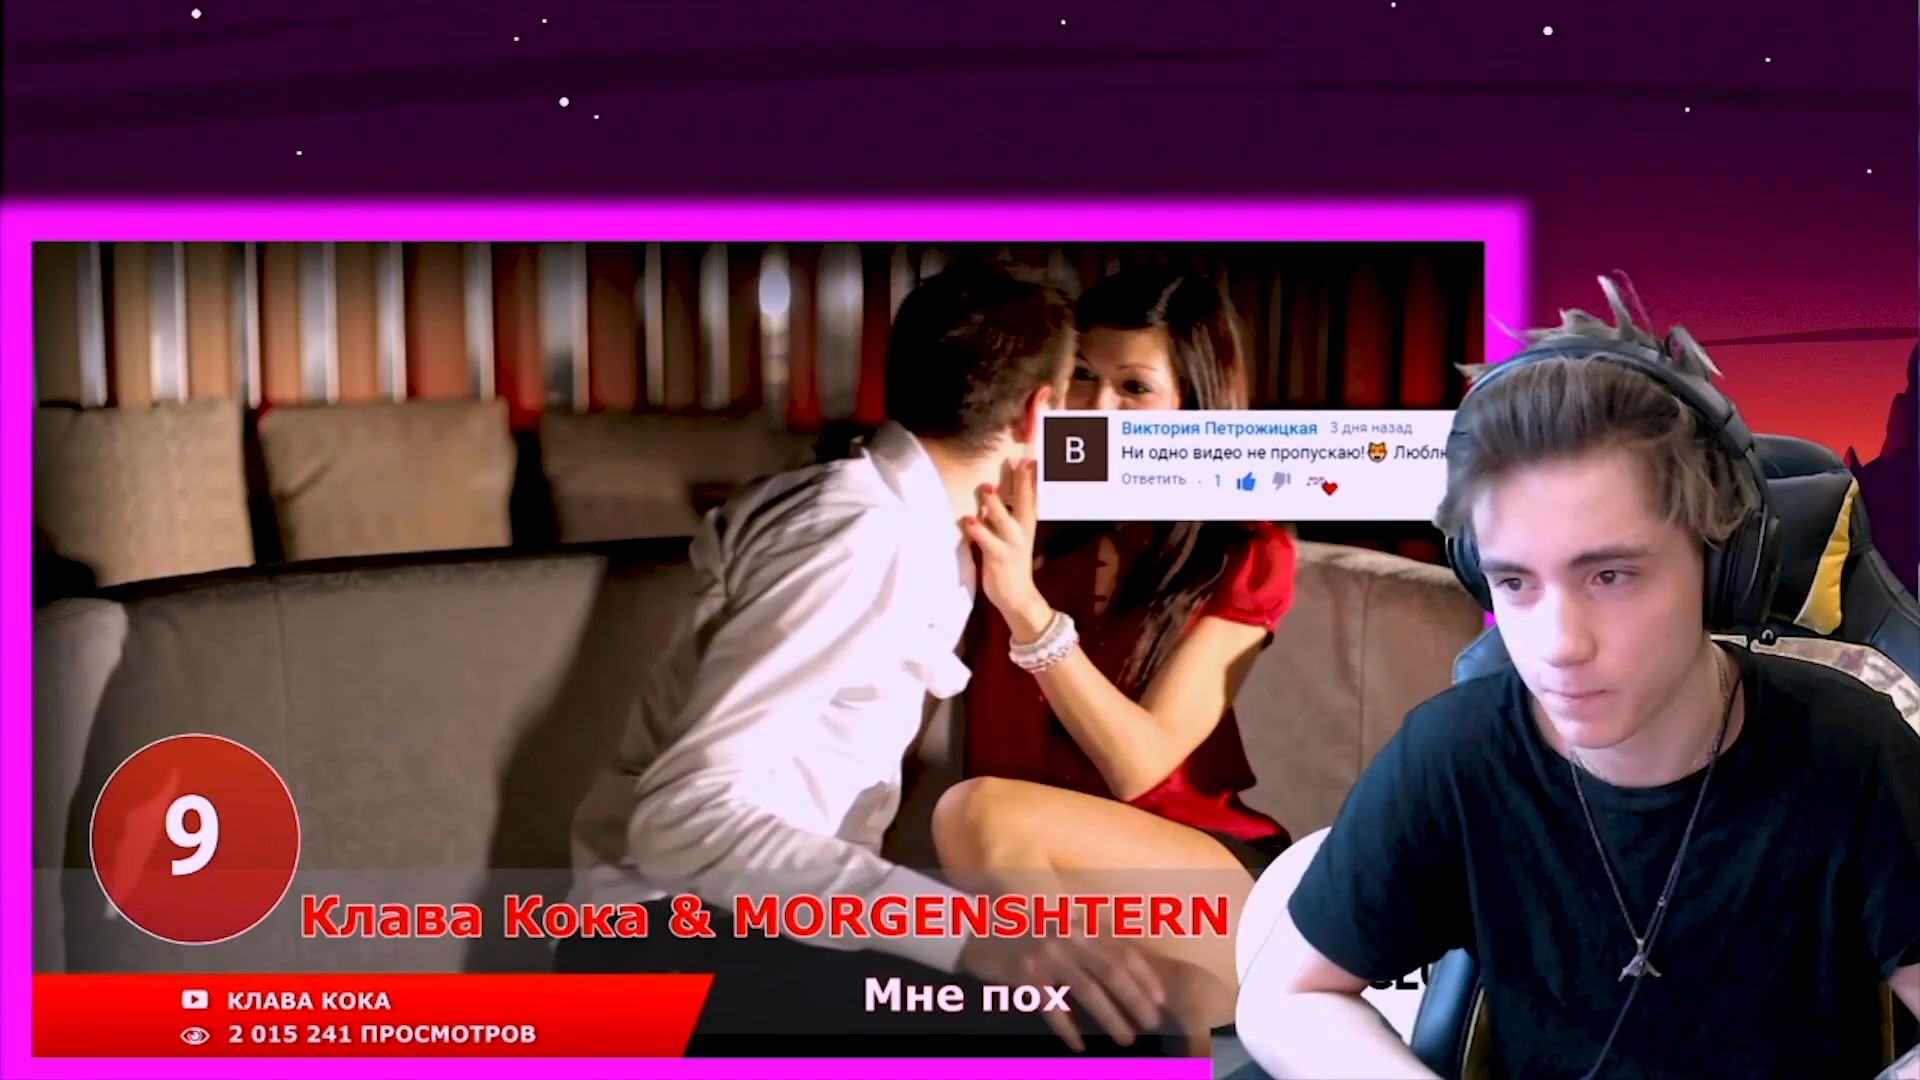 В
Виктория Петрожицкая 3 дня назад
Ни одно видео не пропускаю!😻 Люблю
Ответить · 1
9
Клава Кока & MORGENSHTERN
Мне пох
КЛАВА КОКА
2 015 241 ПРОСМОТРОВ